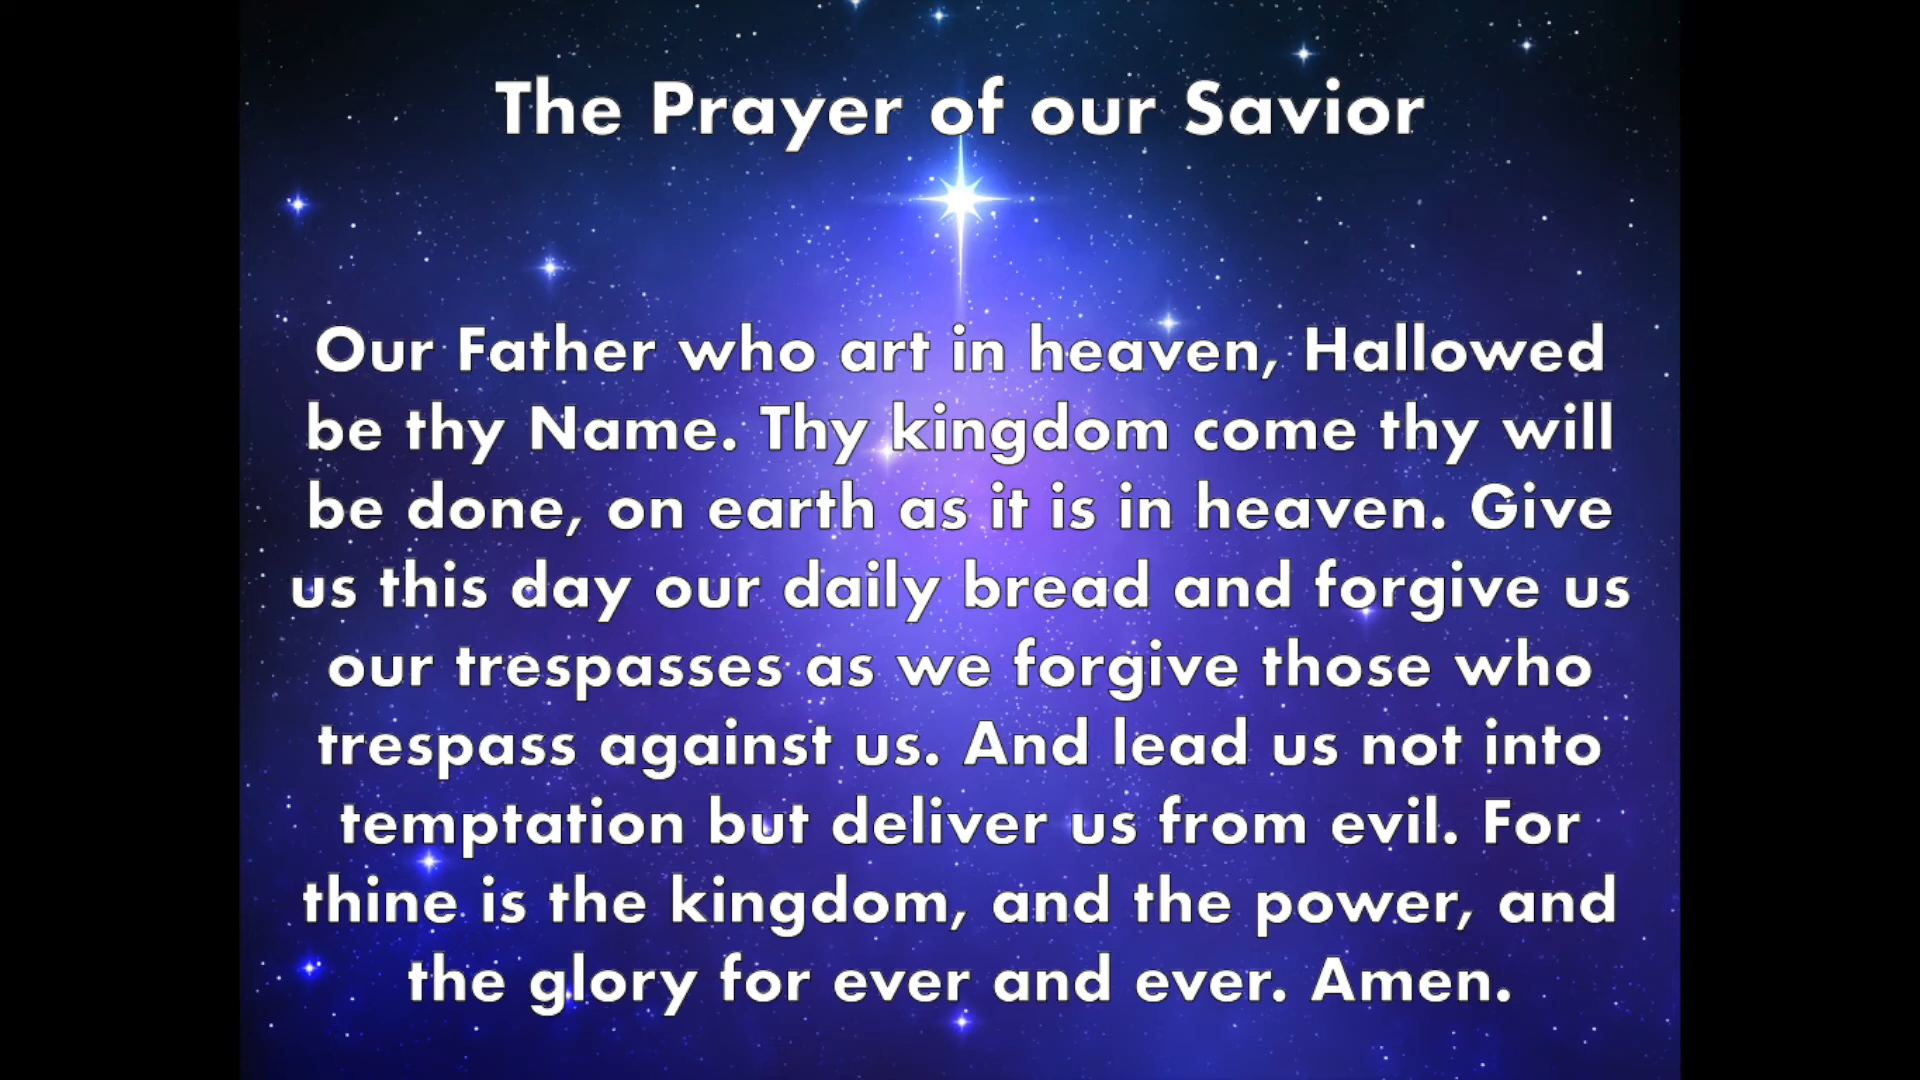 The Prayer of our Savior
Our Father who art in heaven, Hallowed
be thy Name. Thy kingdom come thy will
be done, on earth as it is in heaven. Give
us this day our daily bread and forgive us
our trespasses as we forgive those who
trespass against us. And lead us not into
temptation but deliver us from evil. For
thine is the kingdom, and the power, and
the glory for ever and ever. Amen.